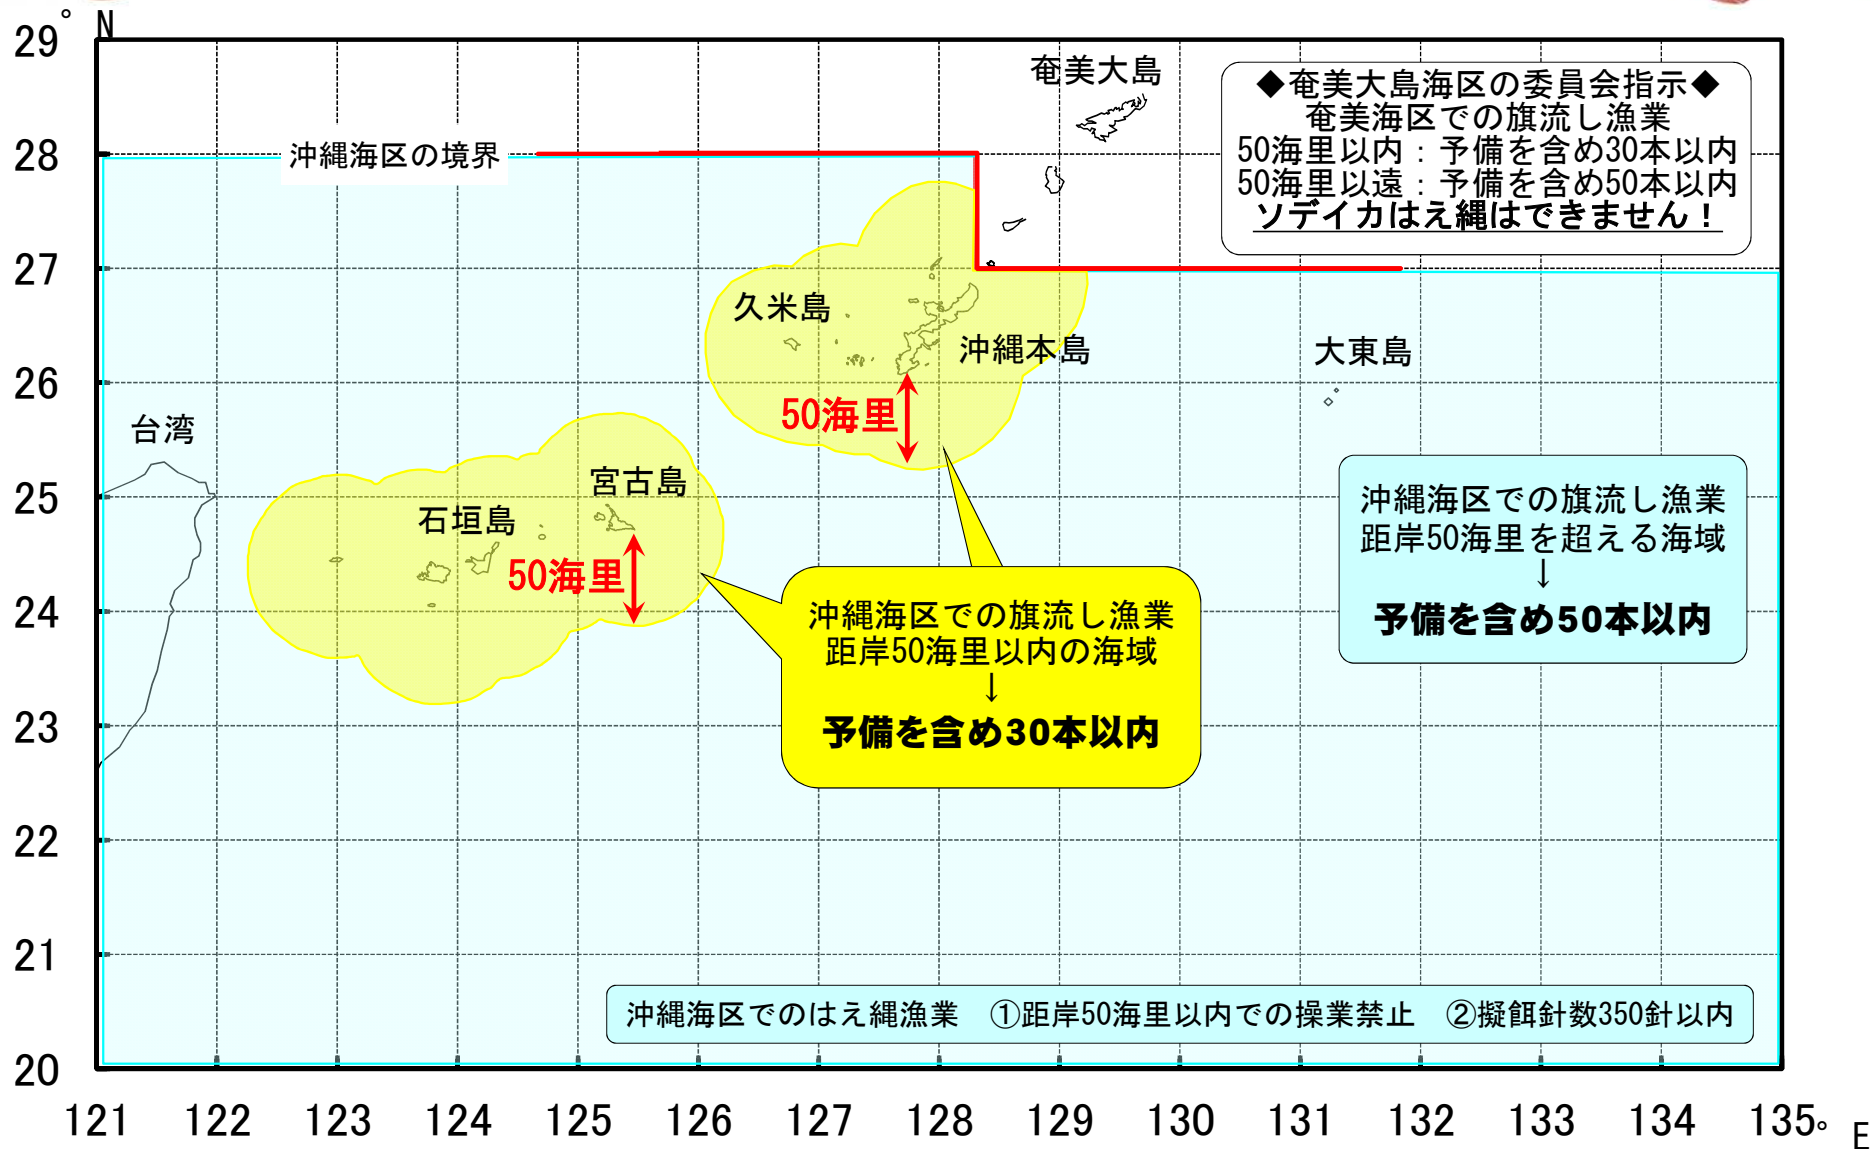 29° N
奄美大島
◆奄美大島海区の委員会指示◆
奄美海区での旗流し漁業
50海里以内：予備を含め30本以内
50海里以遠：予備を含め50本以内
ソデイカはえ縄はできません！
28
沖縄海区の境界
27
久米島
沖縄本島
大東島
26
50海里
台湾
25
宮古島
石垣島
50海里
沖縄海区での旗流し漁業
距岸50海里を超える海域
↓
予備を含め50本以内
24
沖縄海区での旗流し漁業
距岸50海里以内の海域
↓
予備を含め30本以内
23
22
21
沖縄海区でのはえ縄漁業　①距岸50海里以内での操業禁止　②擬餌針数350針以内
20
121 122 123 124 125 126 127 128 129 130 131 132 133 134 135° E